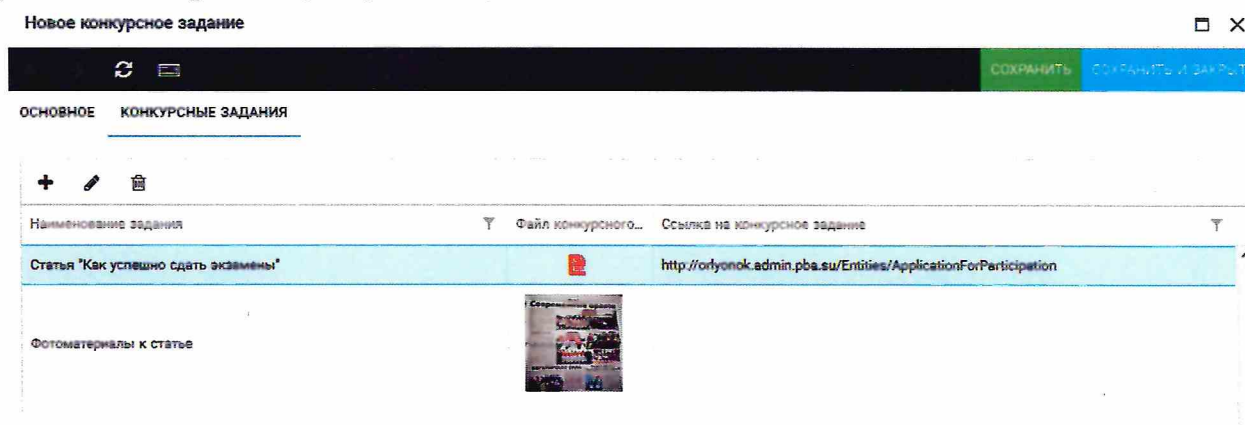 Новое конкурсное задание
СОХРАНИТЬ СОХРАНИТЬ И ЗАКРЫТ
ОСНОВНОЕ КОНКУРСНЫЕ ЗАДАНИЯ
Наименование задания Файл конкурсного... Ссылка на конкурсное задание
Статья "Как успешно сдать экзамены" http://orlyonok.admin.pba.su/Entities/ApplicationForParticipation
Фотоматериалы к статье